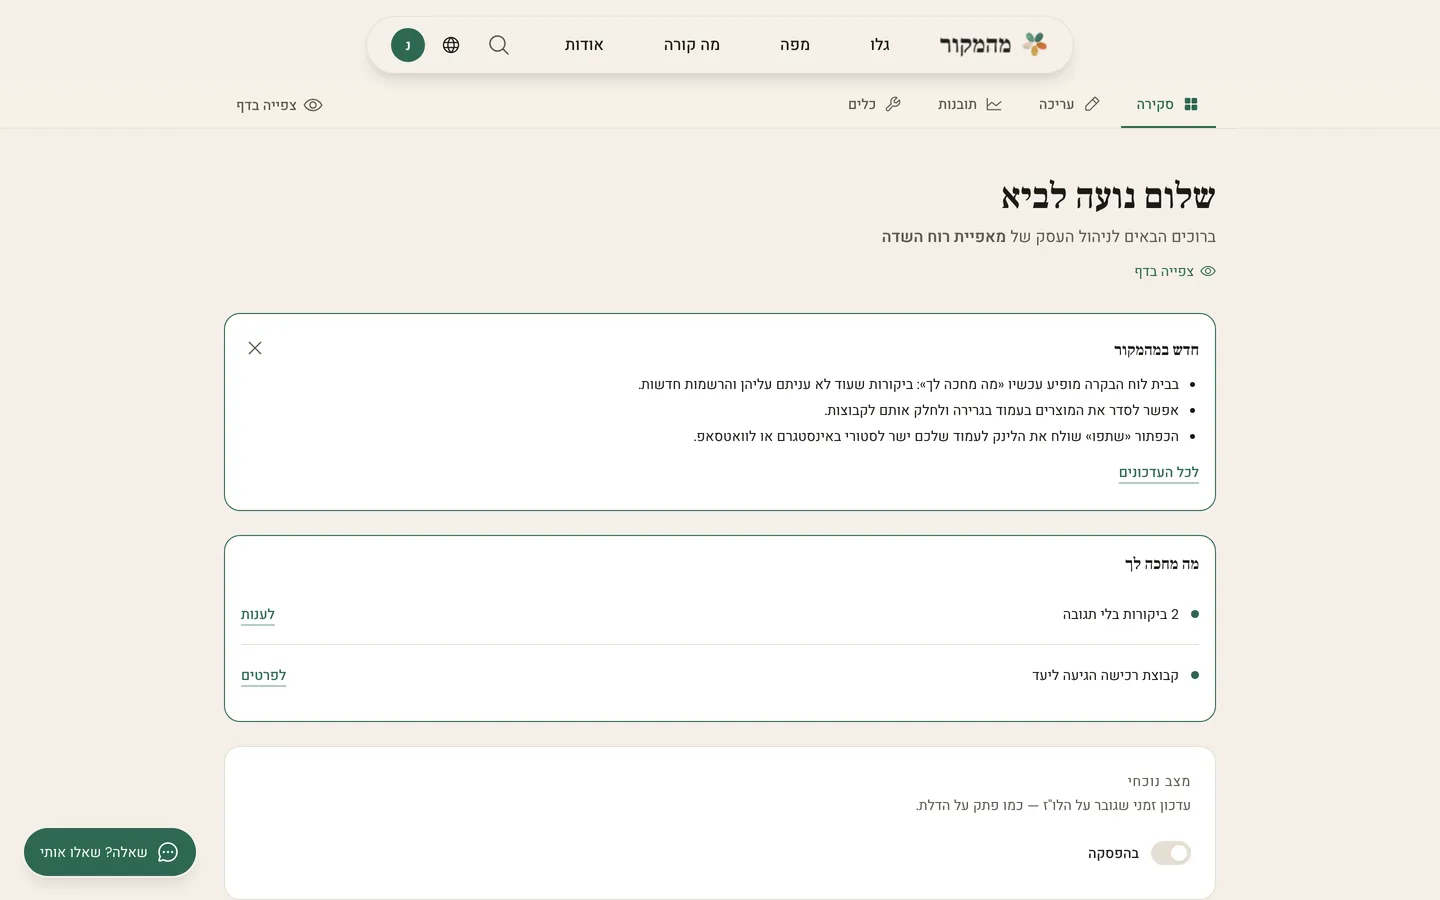 מהמקור
גלו
מפה
מה קורה
אודות
נ
סקירה
עריכה
תובנות
כלים
צפייה בדף
שלום נועה לביא
ברוכים הבאים לניהול העסק של מאפיית רוח השדה
צפייה בדף
חדש במהמקור
• בבית לוח הבקרה מופיע עכשיו «מה מחכה לך»: ביקורות שעוד לא עניתם עליהן והרשמות חדשות.
• אפשר לסדר את המוצרים בעמוד בגרירה ולחלק אותם לקבוצות.
• הכפתור «שתפו» שולח את הלינק לעמוד שלכם ישר לסטורי באינסטגרם או לוואטסאפ.
לכל העדכונים
מה מחכה לך
2 ביקורות בלי תגובה
לענות
קבוצת רכישה הגיעה ליעד
לפרטים
מצב נוכחי
עדכון זמני שגובר על הלו"ז — כמו פתק על הדלת.
בהפסקה
שאלה? שאלו אותי